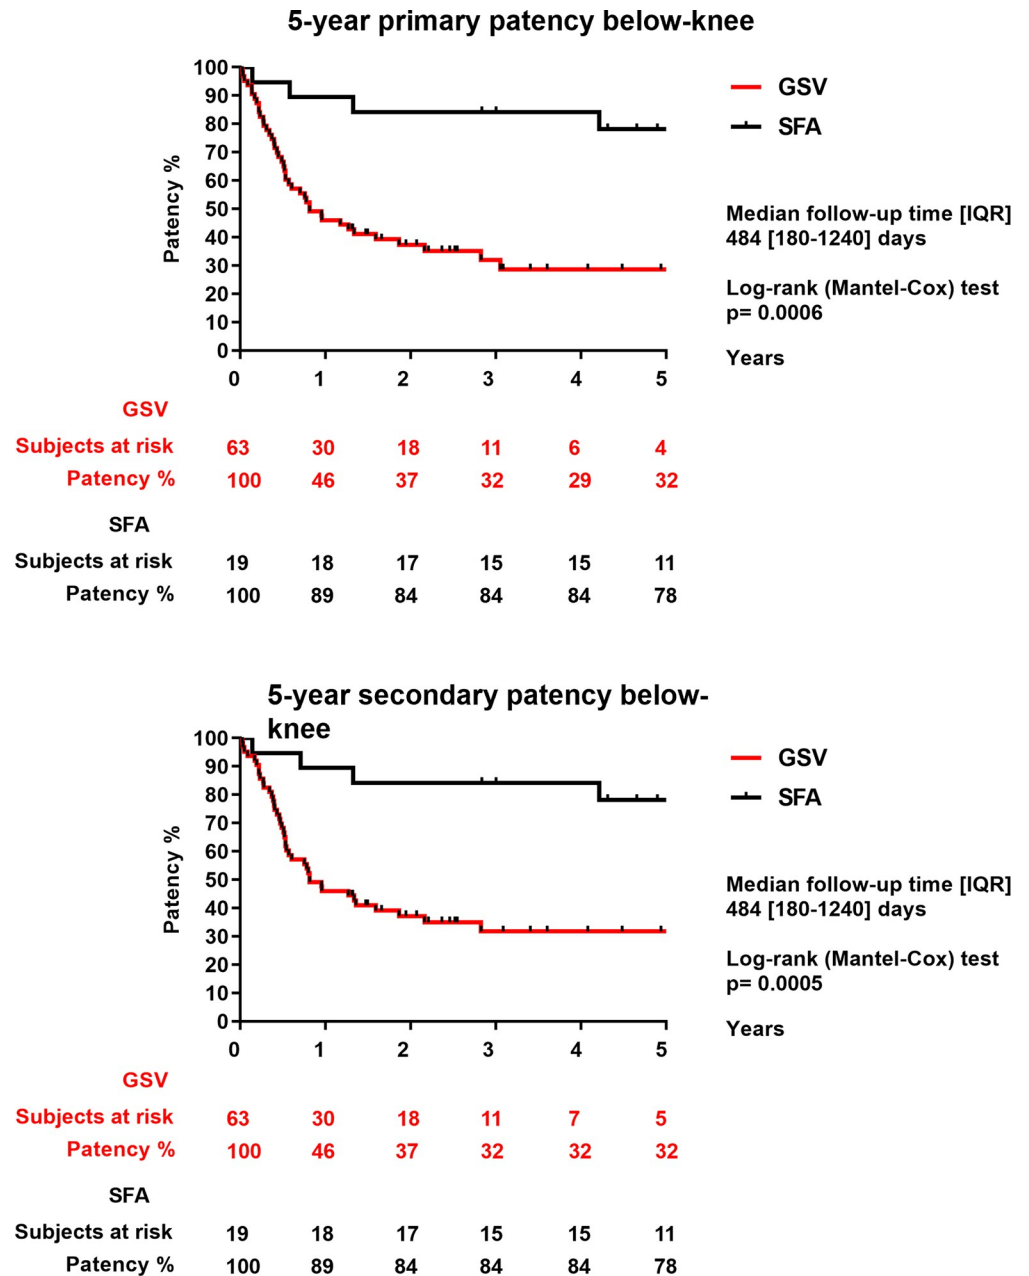 5-year primary patency below-knee
100
90
80
70
60
50
40
30
20
10
0
Patency %
0 1 2 3 4 5
GSV
SFA
Median follow-up time [IQR]
484 [180-1240] days
Log-rank (Mantel-Cox) test
p= 0.0006
Years
GSV
Subjects at risk 63 30 18 11 6 4
Patency % 100 46 37 32 29 32
SFA
Subjects at risk 19 18 17 15 15 11
Patency % 100 89 84 84 84 78
5-year secondary patency below-
knee
100
90
80
70
60
50
40
30
20
10
0
Patency %
0 1 2 3 4 5
GSV
SFA
Median follow-up time [IQR]
484 [180-1240] days
Log-rank (Mantel-Cox) test
p= 0.0005
Years
GSV
Subjects at risk 63 30 18 11 7 5
Patency % 100 46 37 32 32 32
SFA
Subjects at risk 19 18 17 15 15 11
Patency % 100 89 84 84 84 78